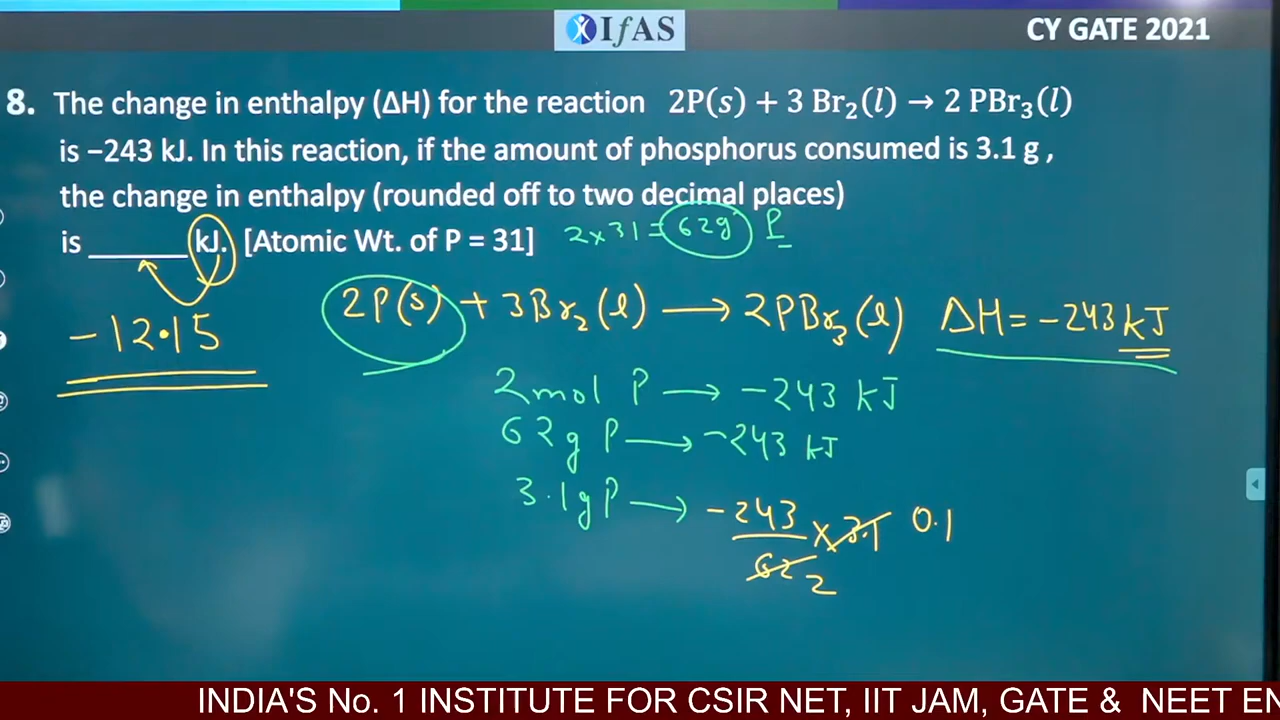 IfAS
CY GATE 2021
8. The change in enthalpy (ΔH) for the reaction 2P(s) + 3 Br₂(l) → 2 PBr₃(l)
is −243 kJ. In this reaction, if the amount of phosphorus consumed is 3.1 g ,
the change in enthalpy (rounded off to two decimal places)
is ______ kJ. [Atomic Wt. of P = 31] 2×31 = 62g P
-12.15
2P(s) + 3Br₂(l) → 2PBr₃(l) ΔH = -243 kJ
2 mol P → -243 kJ
62g P → -243 kJ
3.1g P → -243/62 × 3.1 0.1
2
INDIA'S No. 1 INSTITUTE FOR CSIR NET, IIT JAM, GATE & NEET EN